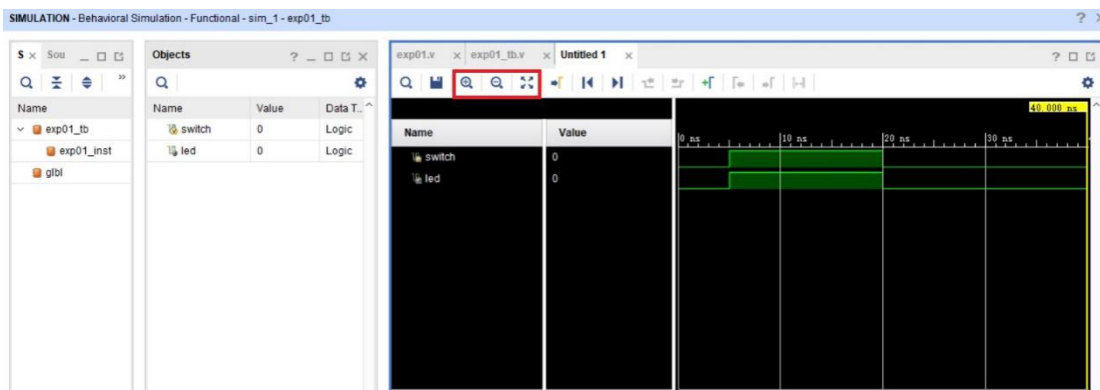 SIMULATION - Behavioral Simulation - Functional - sim_1 - exp01_tb
?
S Sou
Name
exp01_tb
exp01_inst
glbl
Objects
?
Name Value Data T..
switch 0 Logic
led 0 Logic
exp01.v exp01_tb.v Untitled 1
?
Name Value
switch 0
led 0
40.000 ns
0 ns 10 ns 20 ns 30 ns